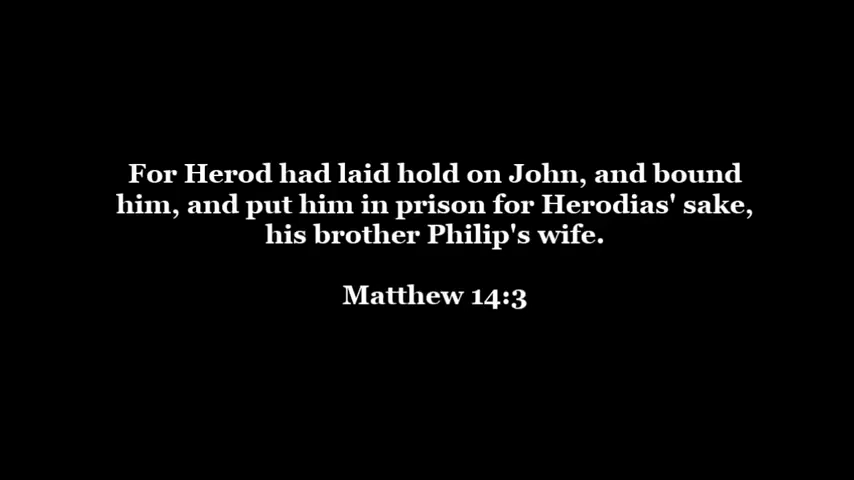 For Herod had laid hold on John, and bound
him, and put him in prison for Herodias' sake,
his brother Philip's wife.
Matthew 14:3